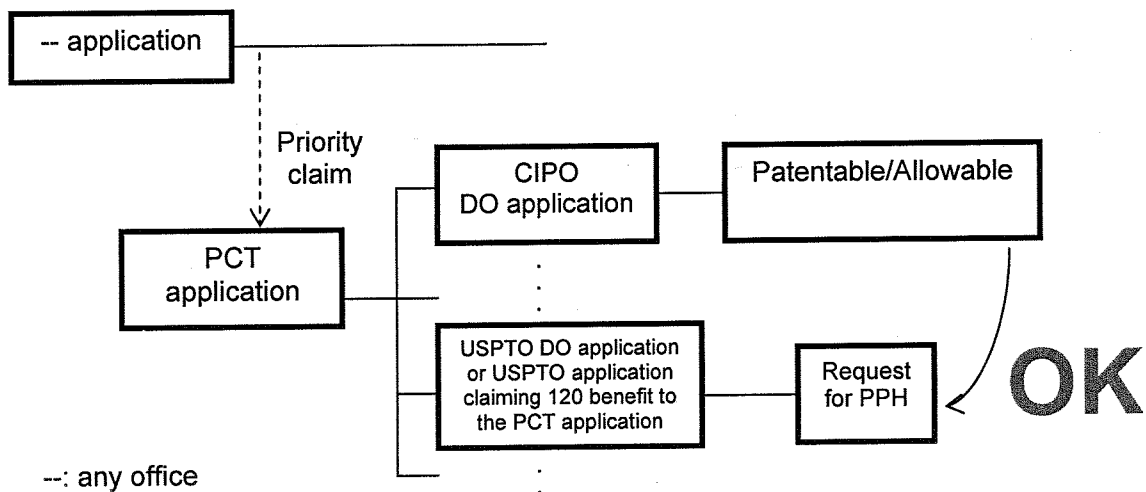 -- application
Priority
claim
CIPO
DO application
Patentable/Allowable
PCT
application
USPTO DO application
or USPTO application
claiming 120 benefit to
the PCT application
Request
for PPH
OK
--: any office